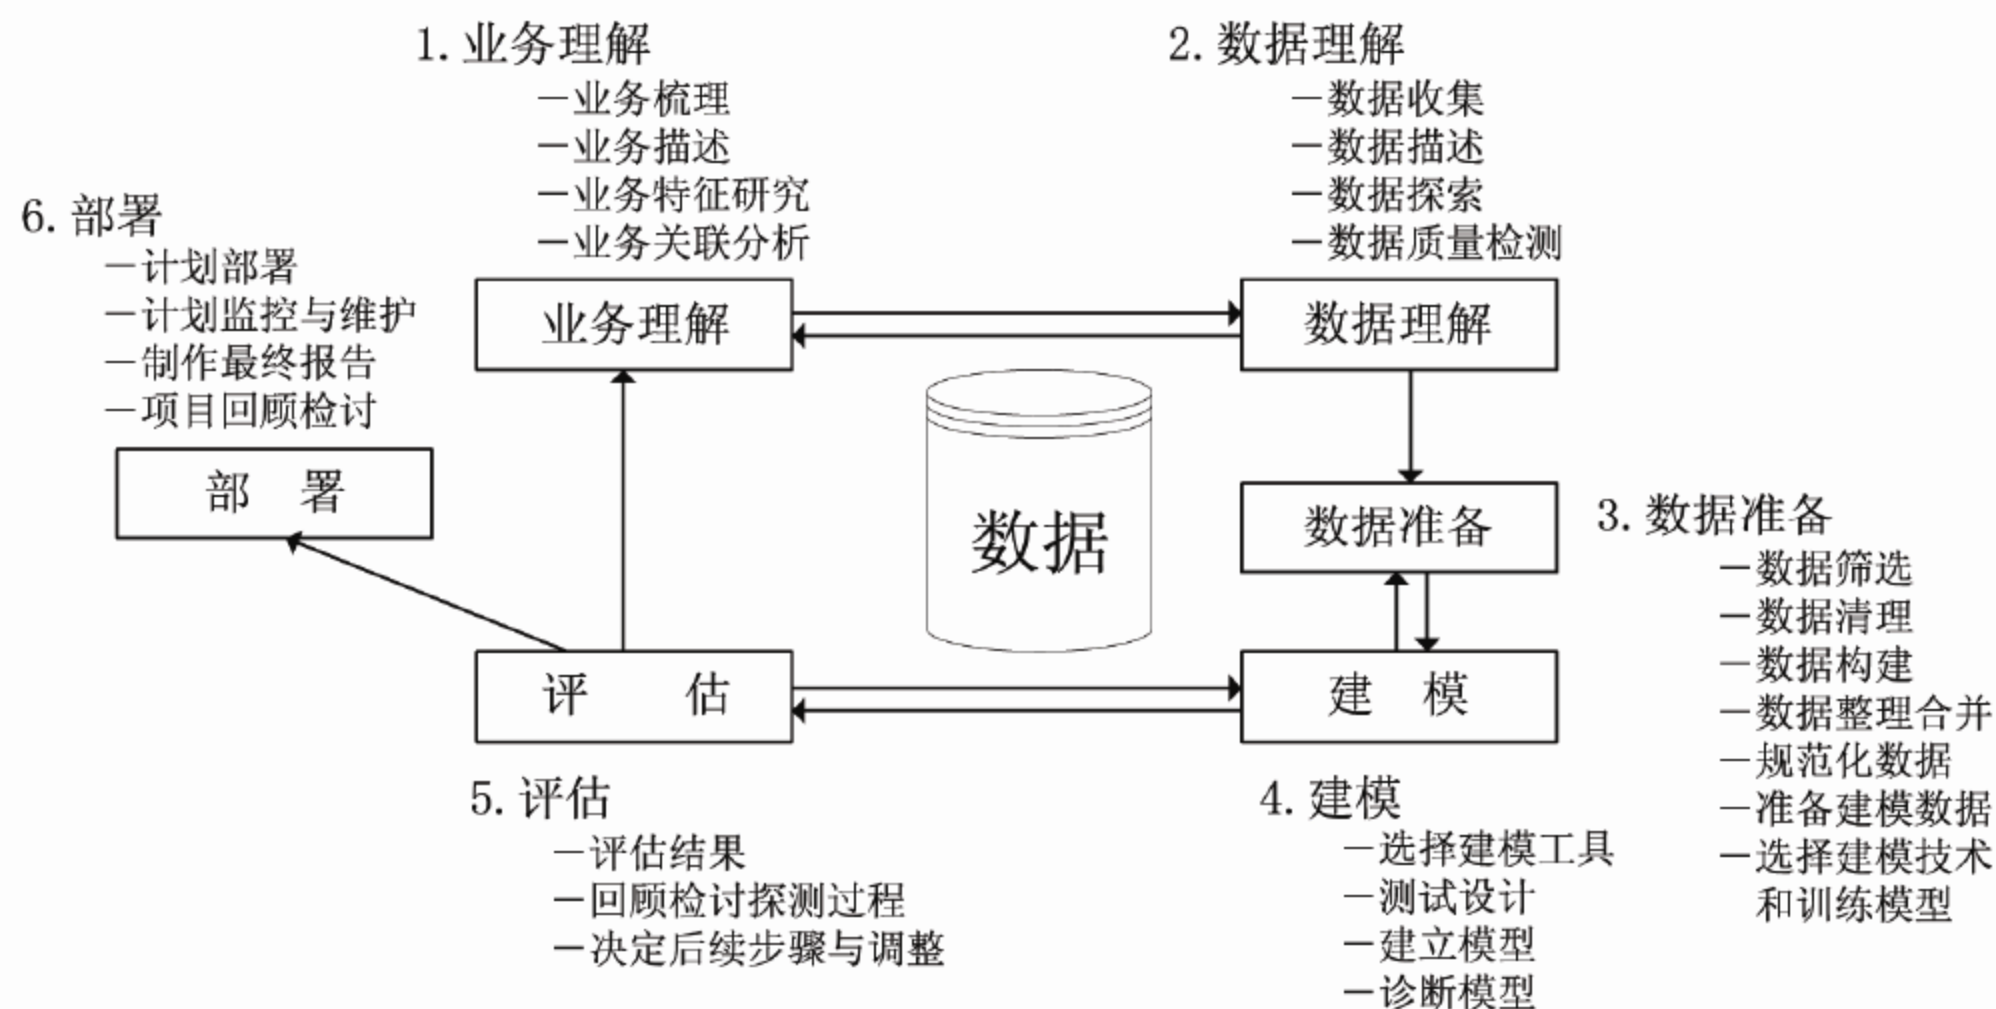 1. 业务理解
－业务梳理
－业务描述
－业务特征研究
－业务关联分析
2. 数据理解
－数据收集
－数据描述
－数据探索
－数据质量检测
6. 部署
－计划部署
－计划监控与维护
－制作最终报告
－项目回顾检讨
业务理解
数据理解
部 署
数据
数据准备
3. 数据准备
－数据筛选
－数据清理
－数据构建
－数据整理合并
－规范化数据
－准备建模数据
－选择建模技术
和训练模型
评 估
建 模
5. 评估
－评估结果
－回顾检讨探测过程
－决定后续步骤与调整
4. 建模
－选择建模工具
－测试设计
－建立模型
－诊断模型